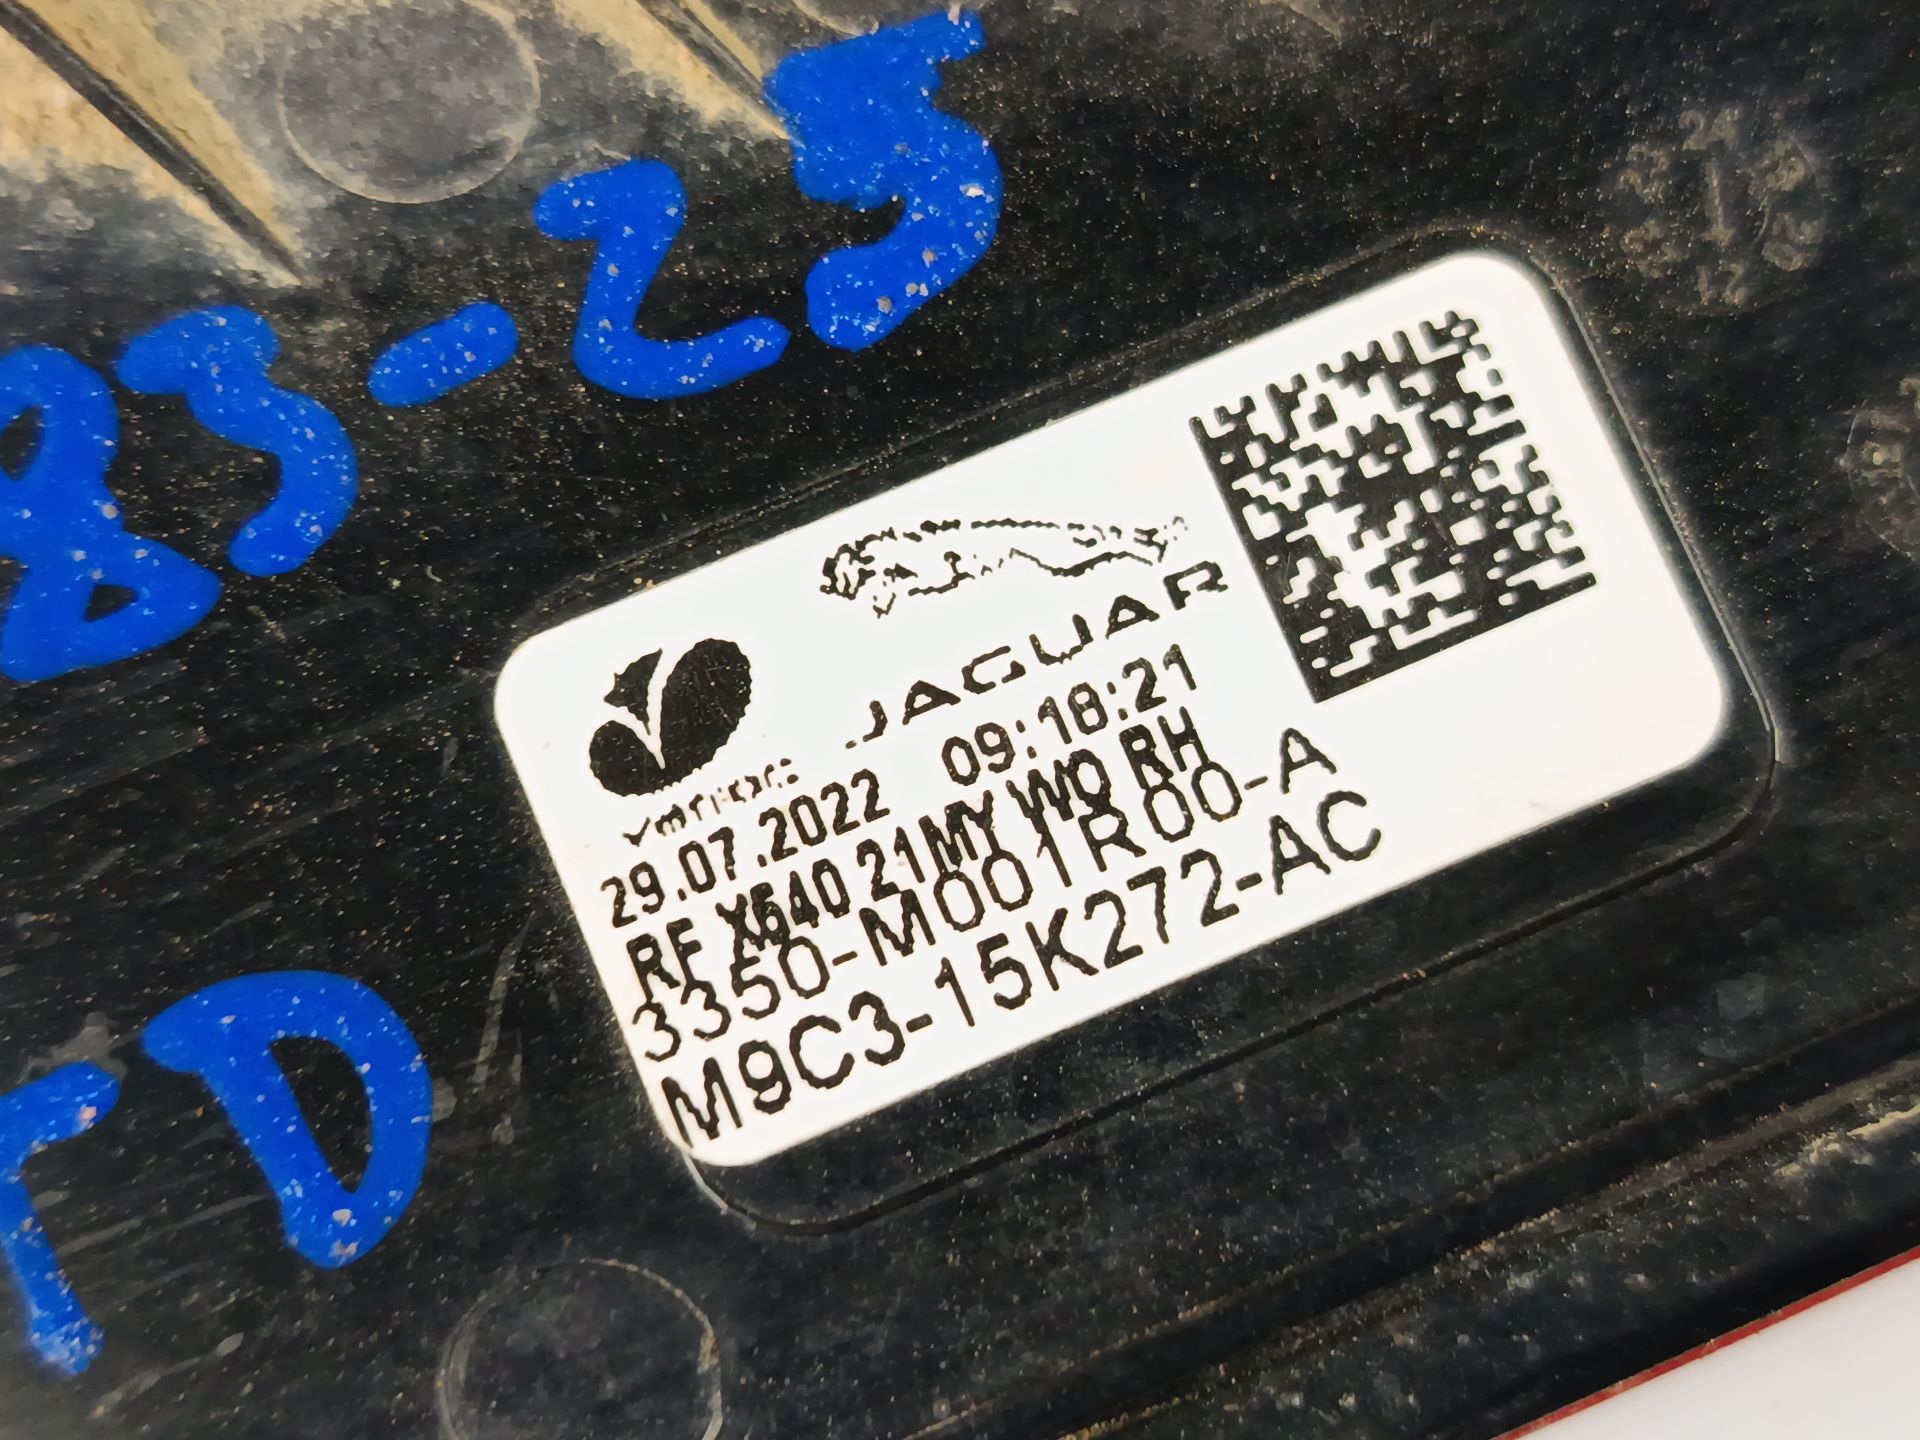 83-25
JAGUAR
29.07.2022 09:18:21
RF X540 21MY WO RH
3350-M001R00-A
M9C3-15K272-AC
TD